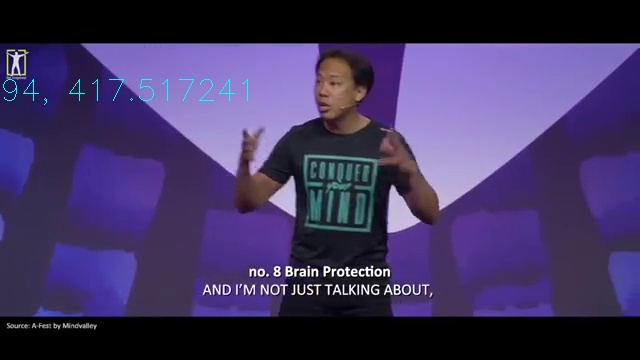 94, 417.517241
CONQUER
your
MIND
no. 8 Brain Protection
AND I'M NOT JUST TALKING ABOUT,
Source: A-Fest by Mindvalley